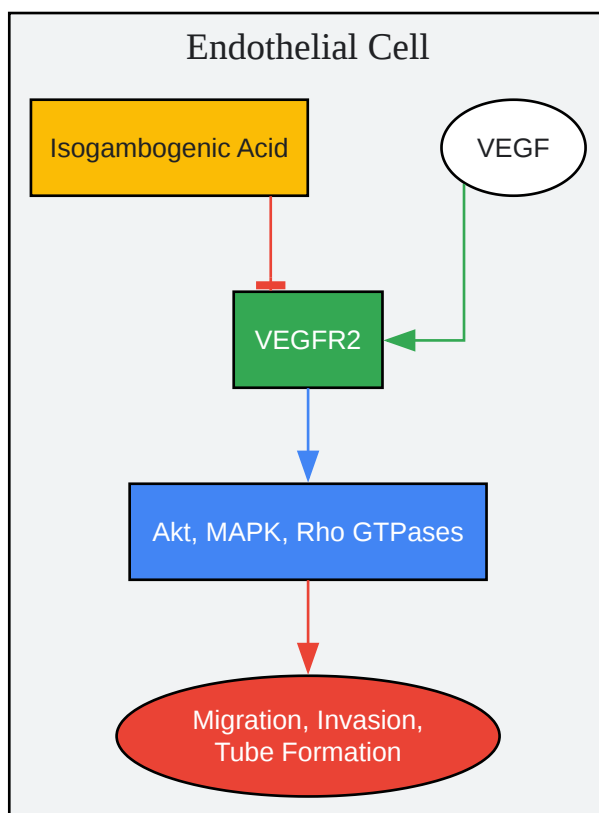 Endothelial Cell
Isogambogenic Acid
VEGF
VEGFR2
Akt, MAPK, Rho GTPases
Migration, Invasion,
Tube Formation